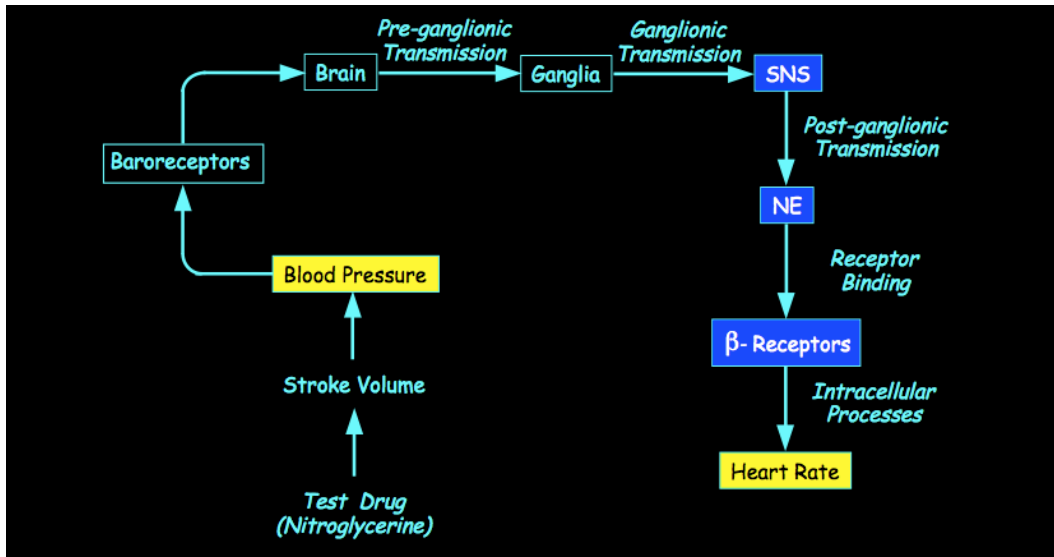 Pre-ganglionic
Transmission
Ganglionic
Transmission
Brain
Ganglia
SNS
Post-ganglionic
Transmission
Baroreceptors
NE
Blood Pressure
Receptor
Binding
β- Receptors
Stroke Volume
Intracellular
Processes
Heart Rate
Test Drug
(Nitroglycerine)